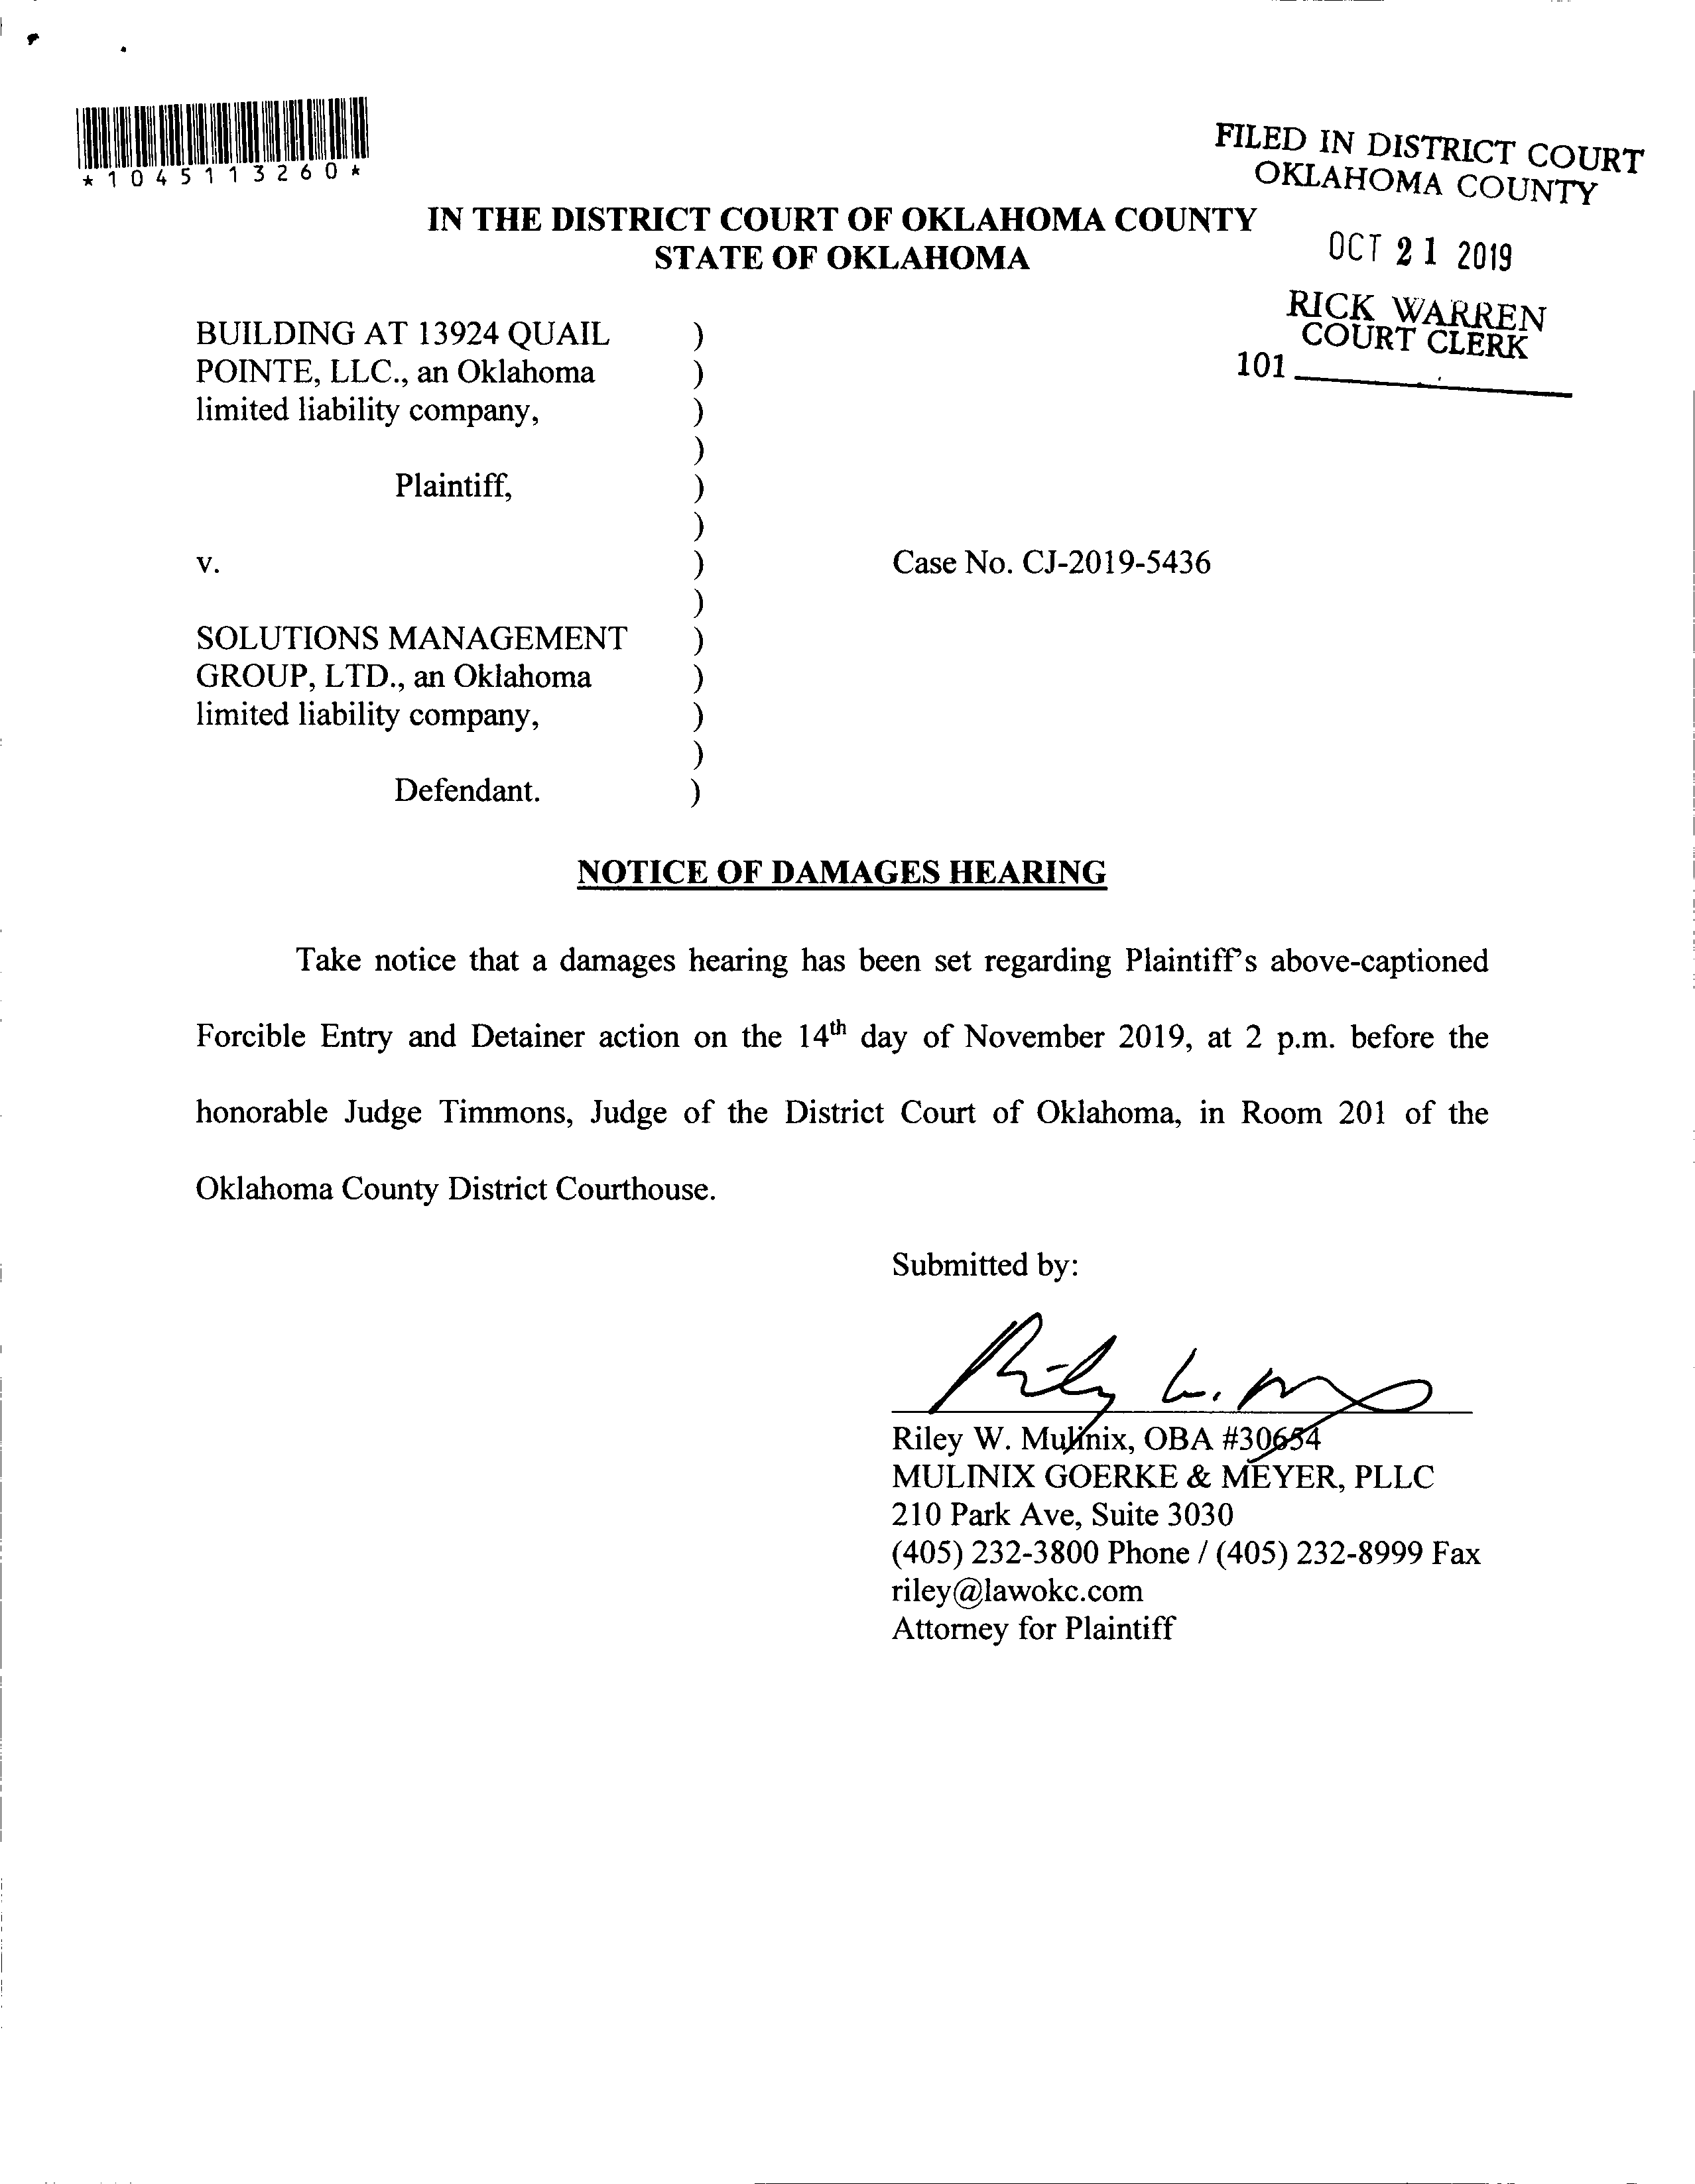 *1045113260*
FILED IN DISTRICT COURT
OKLAHOMA COUNTY
OCT 21 2019
RICK WARREN
COURT CLERK
101
IN THE DISTRICT COURT OF OKLAHOMA COUNTY
STATE OF OKLAHOMA
BUILDING AT 13924 QUAIL )
POINTE, LLC., an Oklahoma )
limited liability company, )
)
Plaintiff, )
)
v. ) Case No. CJ-2019-5436
)
SOLUTIONS MANAGEMENT )
GROUP, LTD., an Oklahoma )
limited liability company, )
)
Defendant. )
NOTICE OF DAMAGES HEARING
Take notice that a damages hearing has been set regarding Plaintiff's above-captioned
Forcible Entry and Detainer action on the 14th day of November 2019, at 2 p.m. before the
honorable Judge Timmons, Judge of the District Court of Oklahoma, in Room 201 of the
Oklahoma County District Courthouse.
Submitted by:
Riley W. Mulinix, OBA #30654
MULINIX GOERKE & MEYER, PLLC
210 Park Ave, Suite 3030
(405) 232-3800 Phone / (405) 232-8999 Fax
riley@lawokc.com
Attorney for Plaintiff